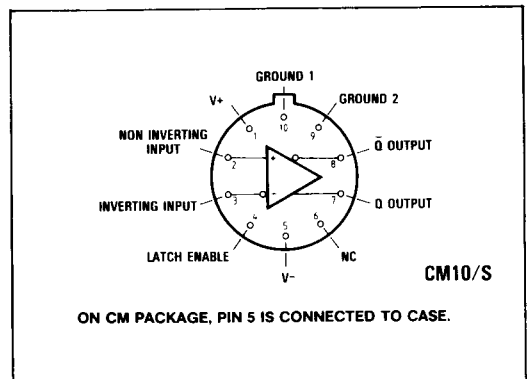 GROUND 1
V+
GROUND 2
10
1
9
NON INVERTING
INPUT
2
+
8
Q̄ OUTPUT
INVERTING INPUT
3
-
7
Q OUTPUT
4
5
6
LATCH ENABLE
V-
NC
CM10/S
ON CM PACKAGE, PIN 5 IS CONNECTED TO CASE.